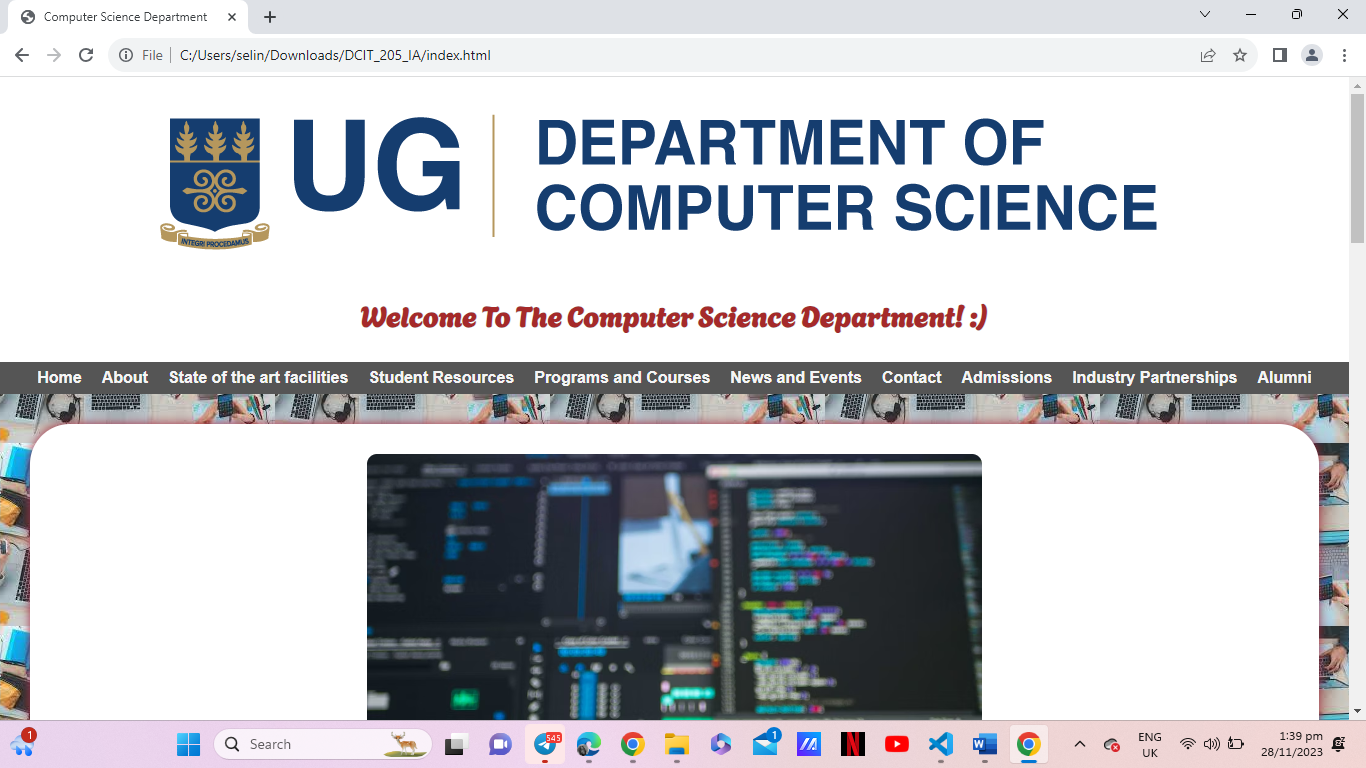 Computer Science Department
File
C:/Users/selin/Downloads/DCIT_205_IA/index.html
UG
DEPARTMENT OF
COMPUTER SCIENCE
INTEGRI PROCEDAMUS
Welcome To The Computer Science Department! :)
Home About State of the art facilities Student Resources Programs and Courses News and Events Contact Admissions Industry Partnerships Alumni
1
Search
545
1
N
W
ENG
UK
1:39 pm
28/11/2023